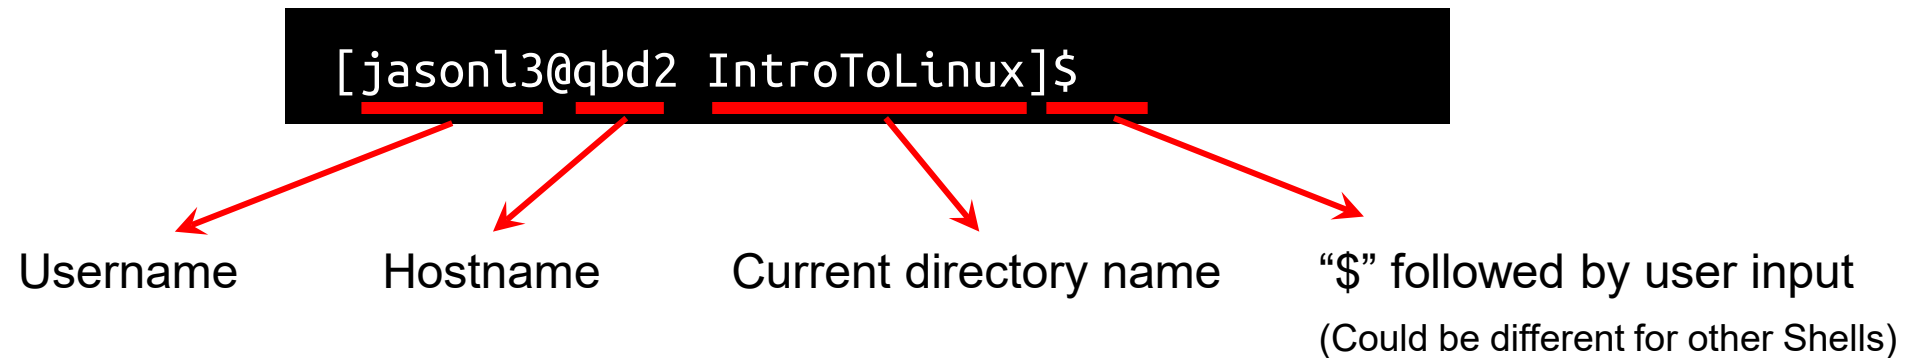 [jasonl3@qbd2 IntroToLinux]$
Username
Hostname
Current directory name
“$” followed by user input
(Could be different for other Shells)